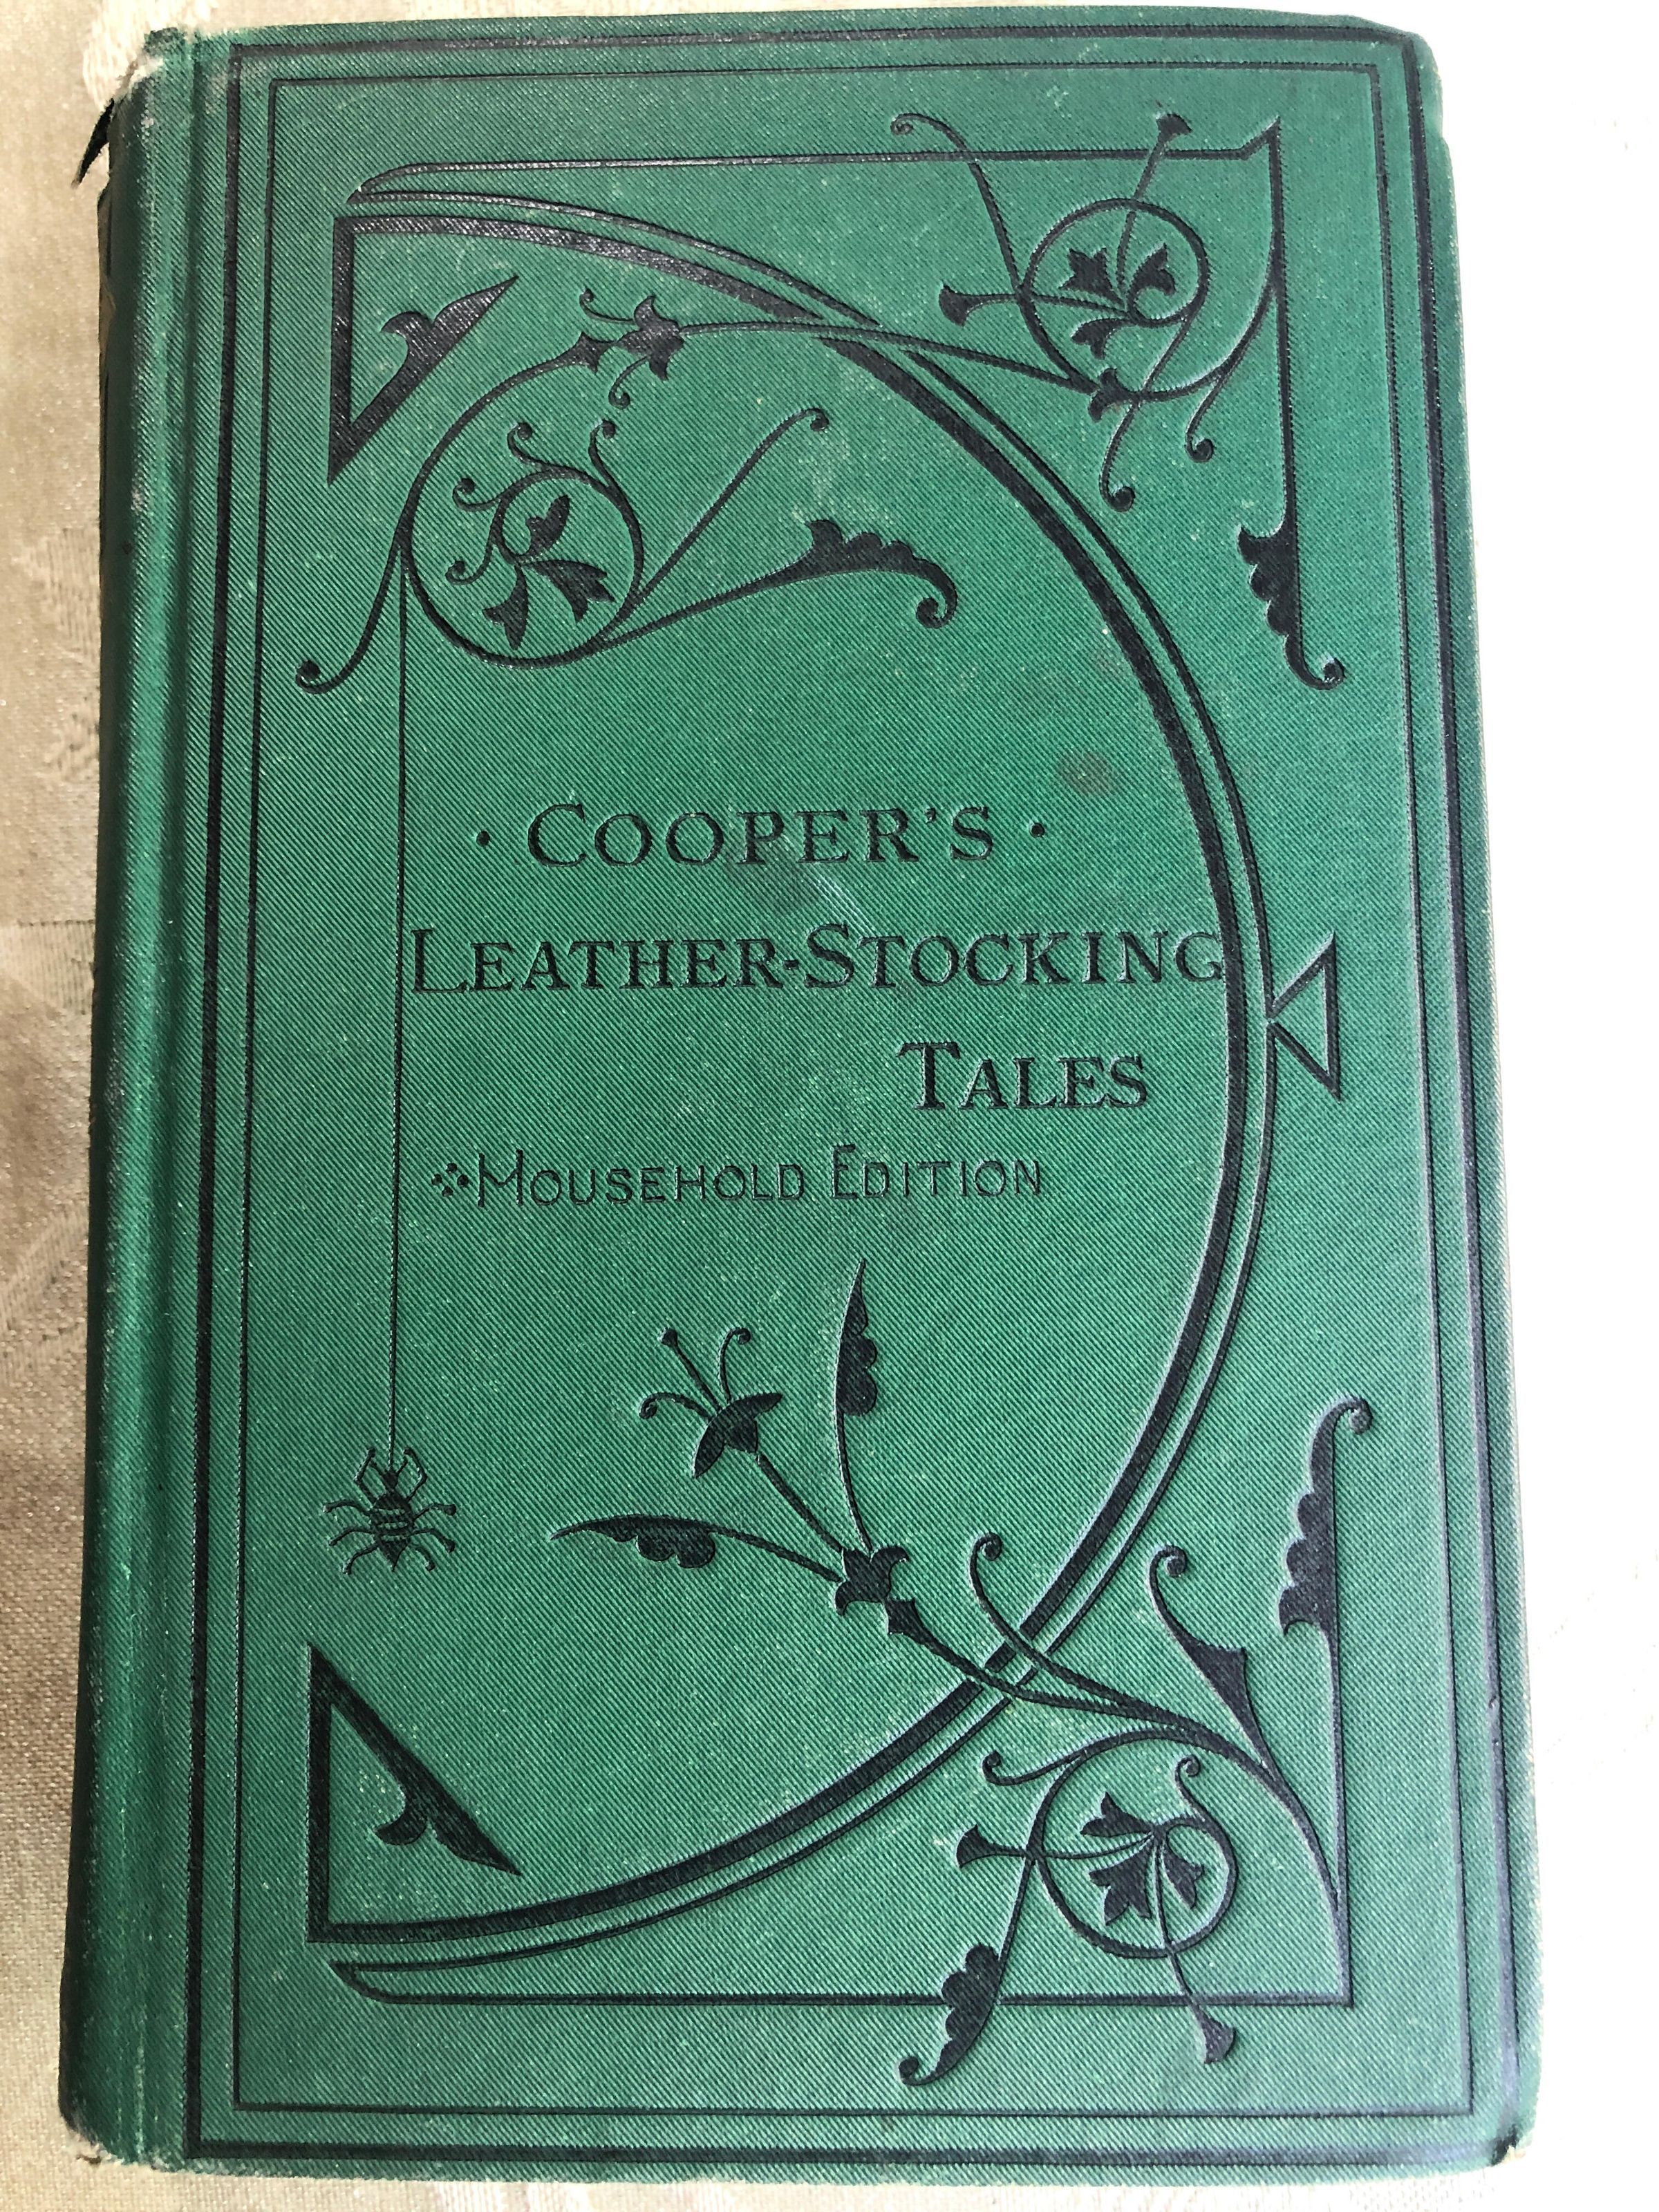 · COOPER'S ·
LEATHER-STOCKING
TALES
HOUSEHOLD EDITION